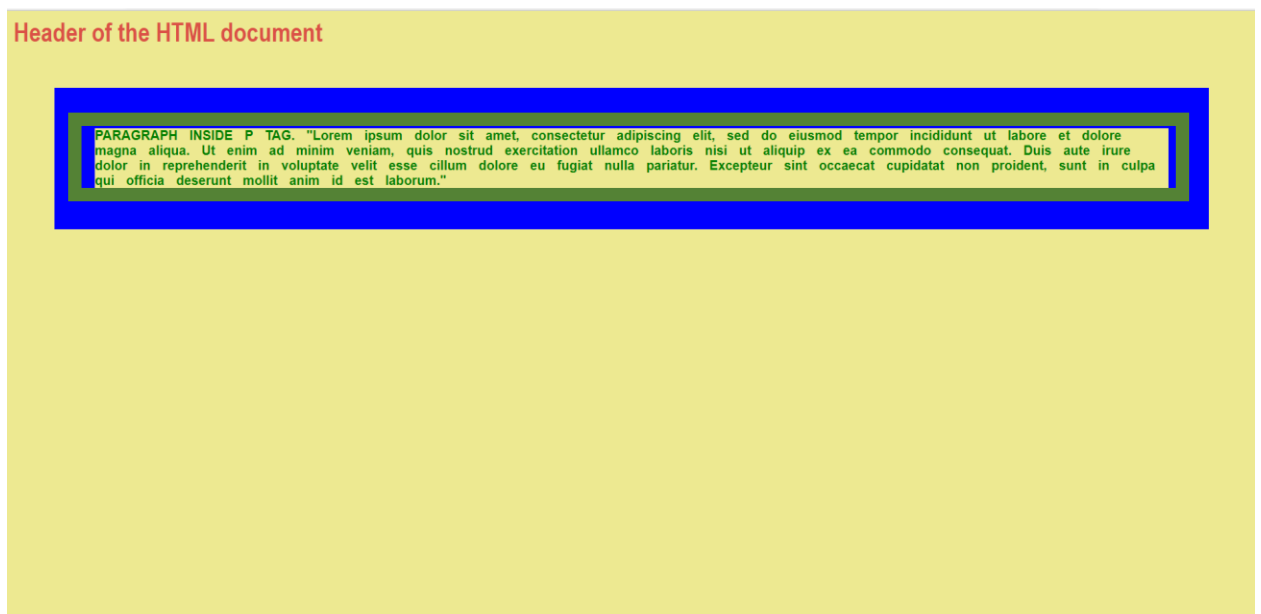 Header of the HTML document
PARAGRAPH INSIDE P TAG. "Lorem ipsum dolor sit amet, consectetur adipiscing elit, sed do eiusmod tempor incididunt ut labore et dolore
magna aliqua. Ut enim ad minim veniam, quis nostrud exercitation ullamco laboris nisi ut aliquip ex ea commodo consequat. Duis aute irure
dolor in reprehenderit in voluptate velit esse cillum dolore eu fugiat nulla pariatur. Excepteur sint occaecat cupidatat non proident, sunt in culpa
qui officia deserunt mollit anim id est laborum."